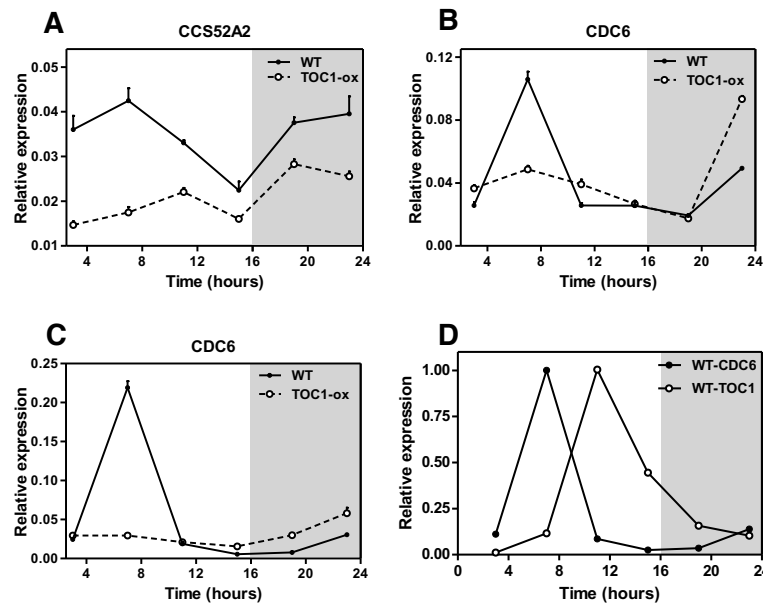 A
CCS52A2
Relative expression
0.05
0.04
0.03
0.02
0.01
WT
TOC1-ox
4 8 12 16 20 24
Time (hours)
B
CDC6
Relative expression
0.12
0.08
0.04
0.00
WT
TOC1-ox
4 8 12 16 20 24
Time (hours)
C
CDC6
Relative expression
0.25
0.20
0.15
0.10
0.05
0.00
WT
TOC1-ox
4 8 12 16 20 24
Time (hours)
D
Relative expression
1.00
0.75
0.50
0.25
0.00
WT-CDC6
WT-TOC1
0 4 8 12 16 20 24
Time (hours)